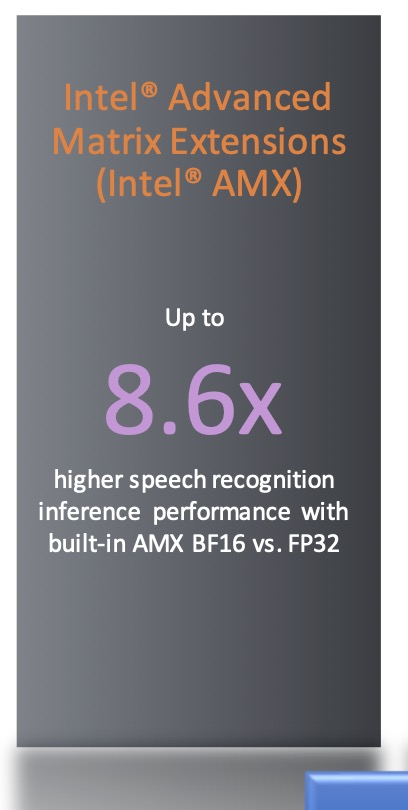 Intel® Advanced
Matrix Extensions
(Intel® AMX)
Up to
8.6x
higher speech recognition
inference performance with
built-in AMX BF16 vs. FP32